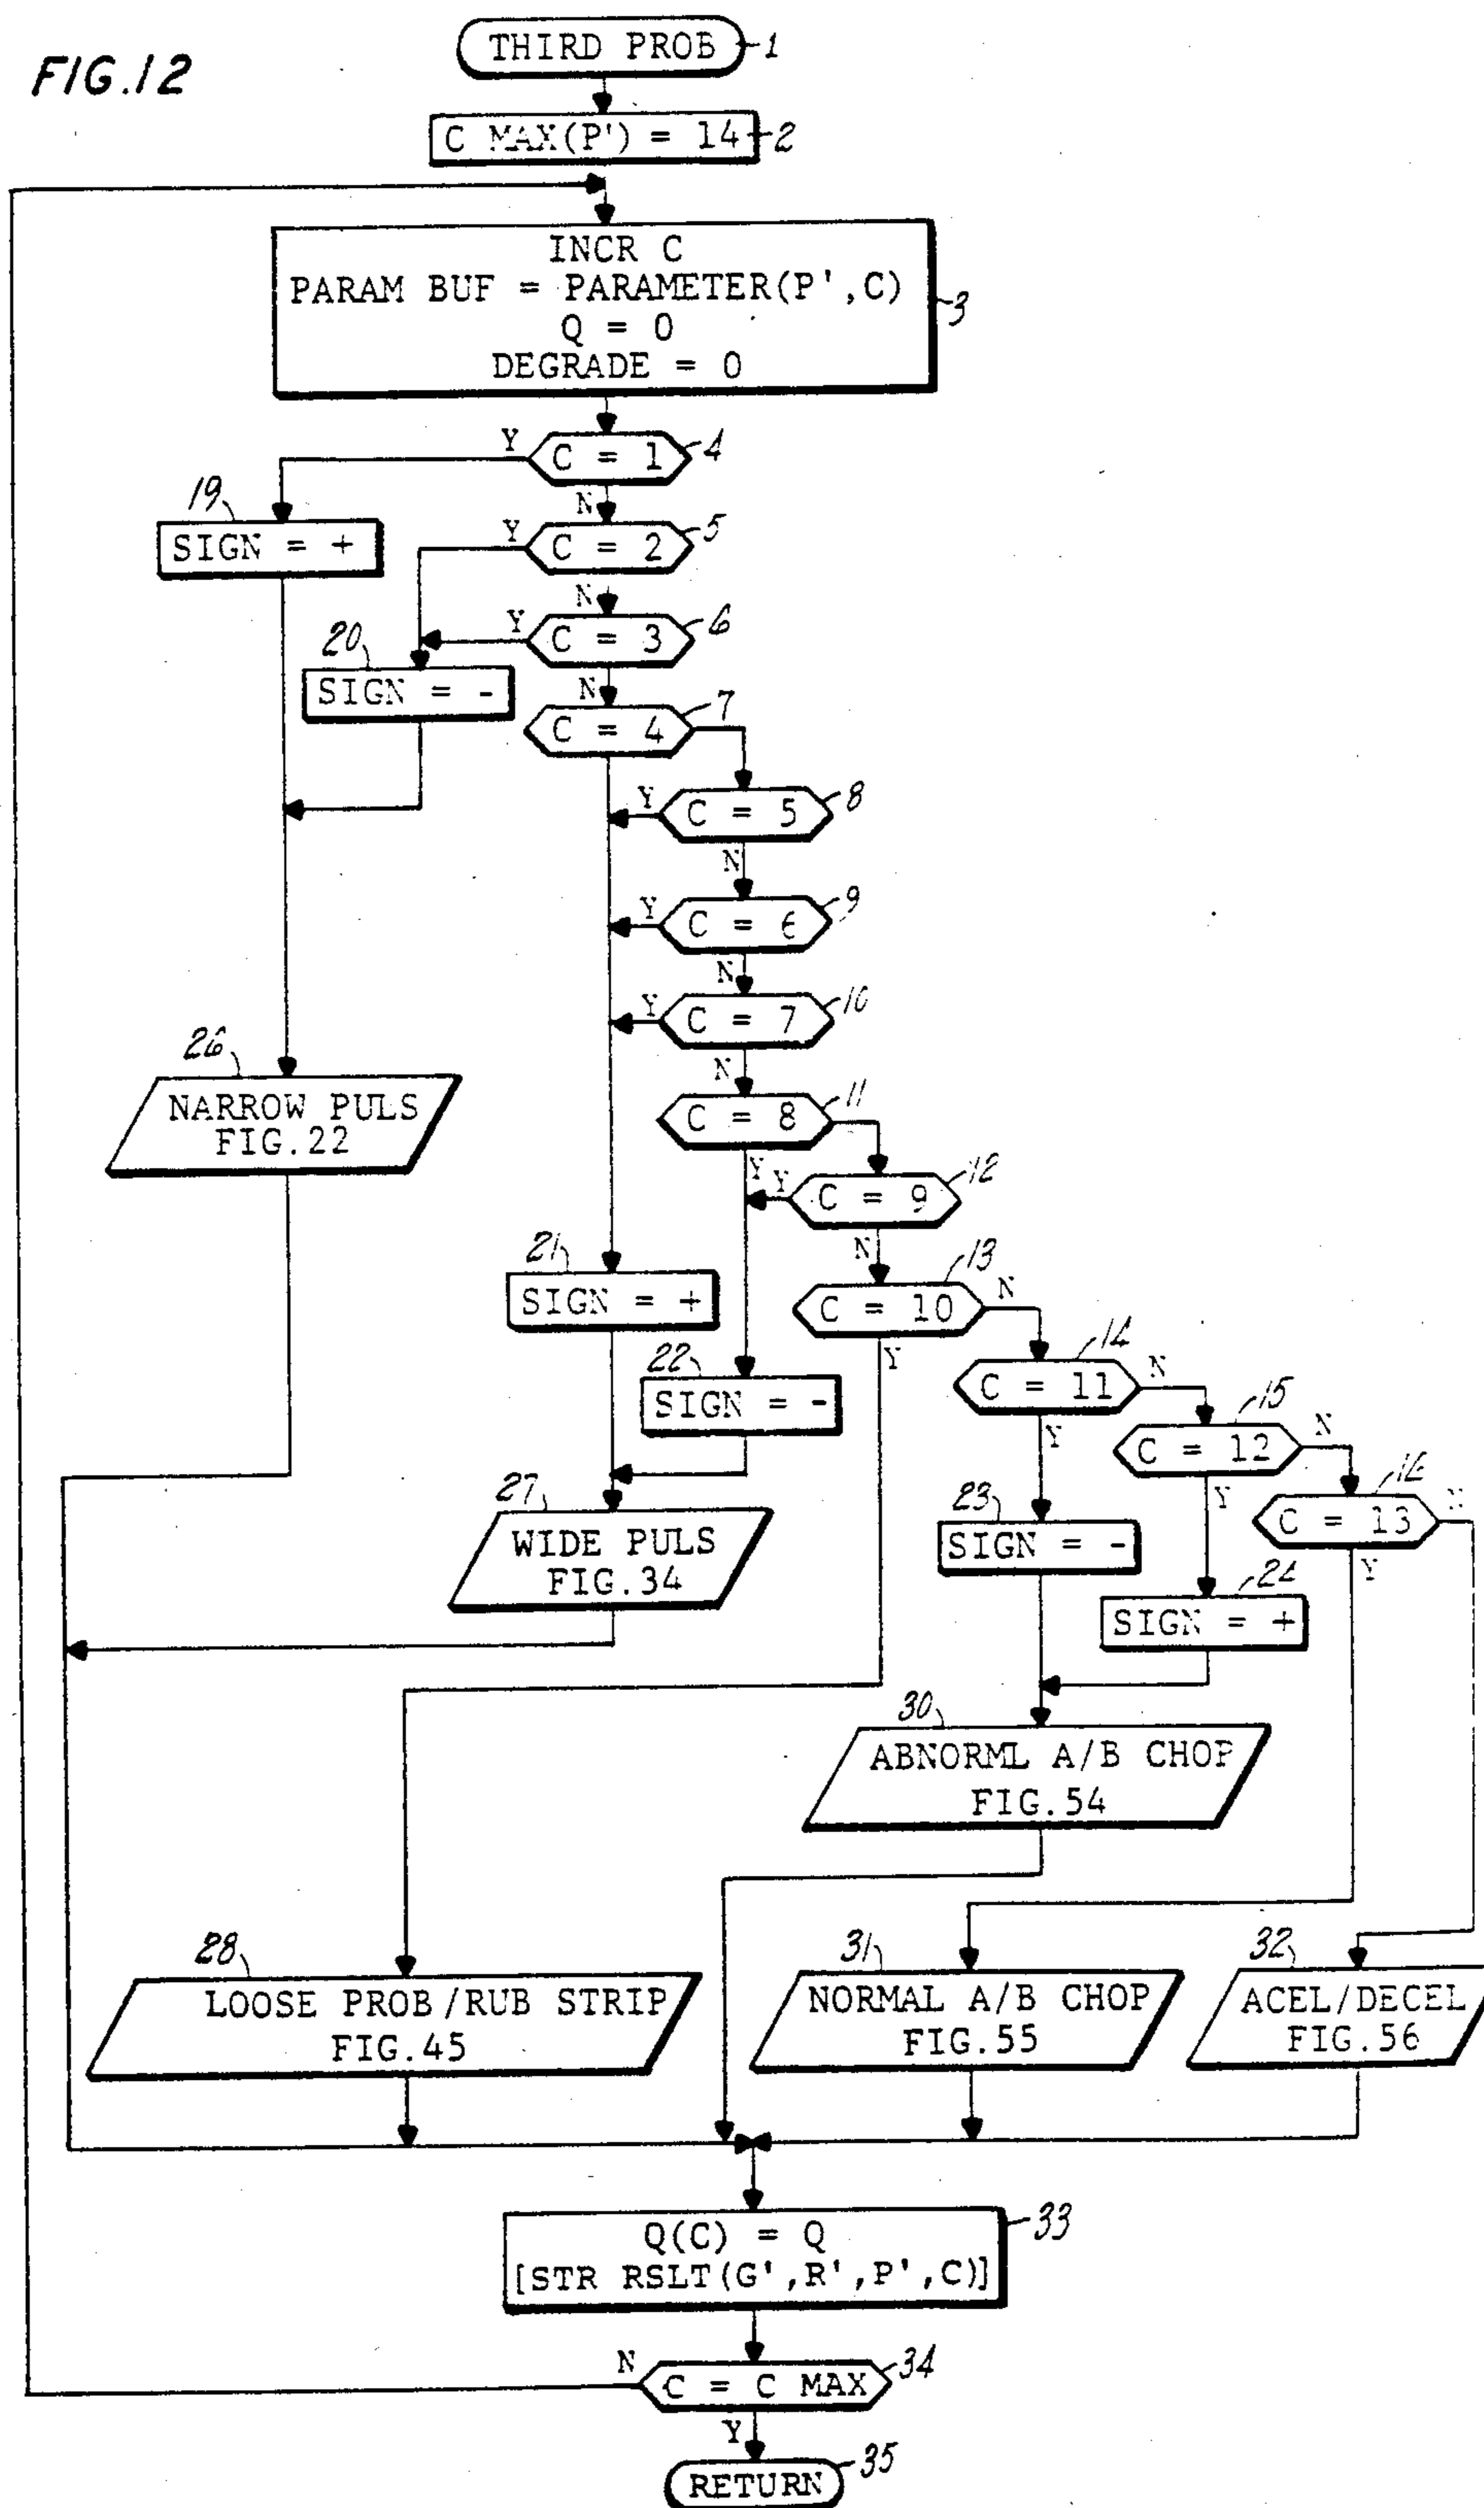 FIG.12
THIRD PROB
1
C MAX(P') = 14
2
INCR C
PARAM BUF = PARAMETER(P',C)
Q = 0
DEGRADE = 0
3
Y
C = 1
4
N
19
SIGN = +
Y
C = 2
5
N
Y
C = 3
6
20
SIGN = -
N
C = 4
7
Y
C = 5
8
N
Y
C = 6
9
N
Y
C = 7
10
N
C = 8
11
26
NARROW PULS
FIG.22
Y
Y
C = 9
12
N
21
SIGN = +
C = 10
13
N
Y
22
SIGN = -
C = 11
14
N
Y
C = 12
15
N
Y
C = 13
16
N
Y
27
WIDE PULS
FIG.34
23
SIGN = -
24
SIGN = +
30
ABNORML A/B CHOP
FIG.54
28
LOOSE PROB/RUB STRIP
FIG.45
31
NORMAL A/B CHOP
FIG.55
32
ACEL/DECEL
FIG.56
Q(C) = Q
[STR RSLT(G',R',P',C)]
33
N
C = C MAX
34
Y
RETURN
35